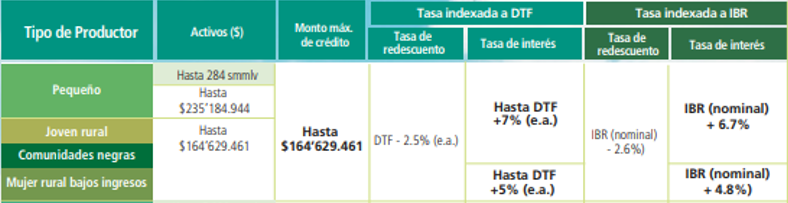 Tipo de Productor
Activos ($)
Monto máx.
de crédito
Tasa indexada a DTF
Tasa indexada a IBR
Tasa de
redescuento
Tasa de interés
Tasa de
redescuento
Tasa de interés
Pequeño
Hasta 284 smmlv
Hasta
$235'184.944
Joven rural
Comunidades negras
Mujer rural bajos ingresos
Hasta
$164'629.461
Hasta
$164'629.461
DTF - 2.5% (e.a.)
Hasta DTF
+7% (e.a.)
Hasta DTF
+5% (e.a.)
IBR (nominal)
- 2.6%)
IBR (nominal)
+ 6.7%
IBR (nominal)
+ 4.8%)